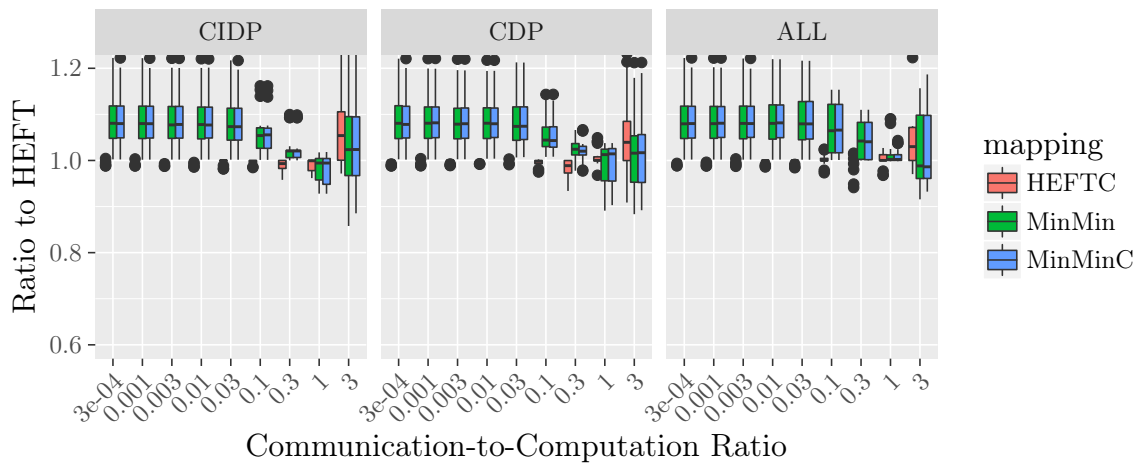 CIDP CDP ALL
Ratio to HEFT
1.2
1.0
0.8
0.6
3e-04 0.001 0.003 0.01 0.03 0.1 0.3 1 3
3e-04 0.001 0.003 0.01 0.03 0.1 0.3 1 3
3e-04 0.001 0.003 0.01 0.03 0.1 0.3 1 3
Communication-to-Computation Ratio
mapping
HEFTC
MinMin
MinMinC